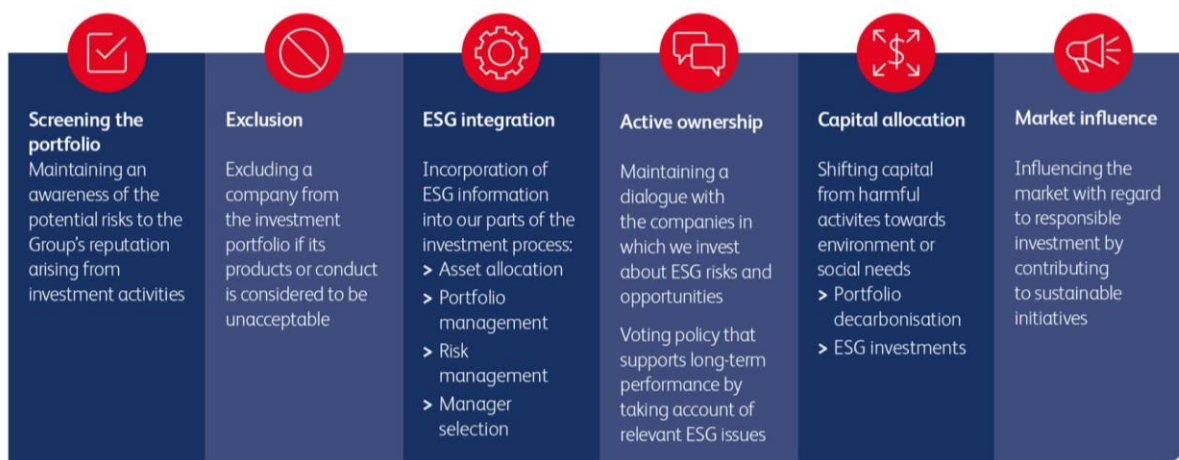 Screening the
portfolio
Maintaining an
awareness of the
potential risks to the
Group's reputation
arising from
investment activities
Exclusion
Excluding a
company from
the investment
portfolio if its
products or conduct
is considered to be
unacceptable
ESG integration
Incorporation of
ESG information
into our parts of the
investment process:
> Asset allocation
> Portfolio
management
> Risk
management
> Manager
selection
Active ownership
Maintaining a
dialogue with
the companies in
which we invest
about ESG risks and
opportunities
Voting policy that
supports long-term
performance by
taking account of
relevant ESG issues
$
Capital allocation
Shifting capital
from harmful
activites towards
environment or
social needs
> Portfolio
decarbonisation
> ESG investments
Market influence
Influencing the
market with regard
to responsible
investment by
contributing
to sustainable
initiatives